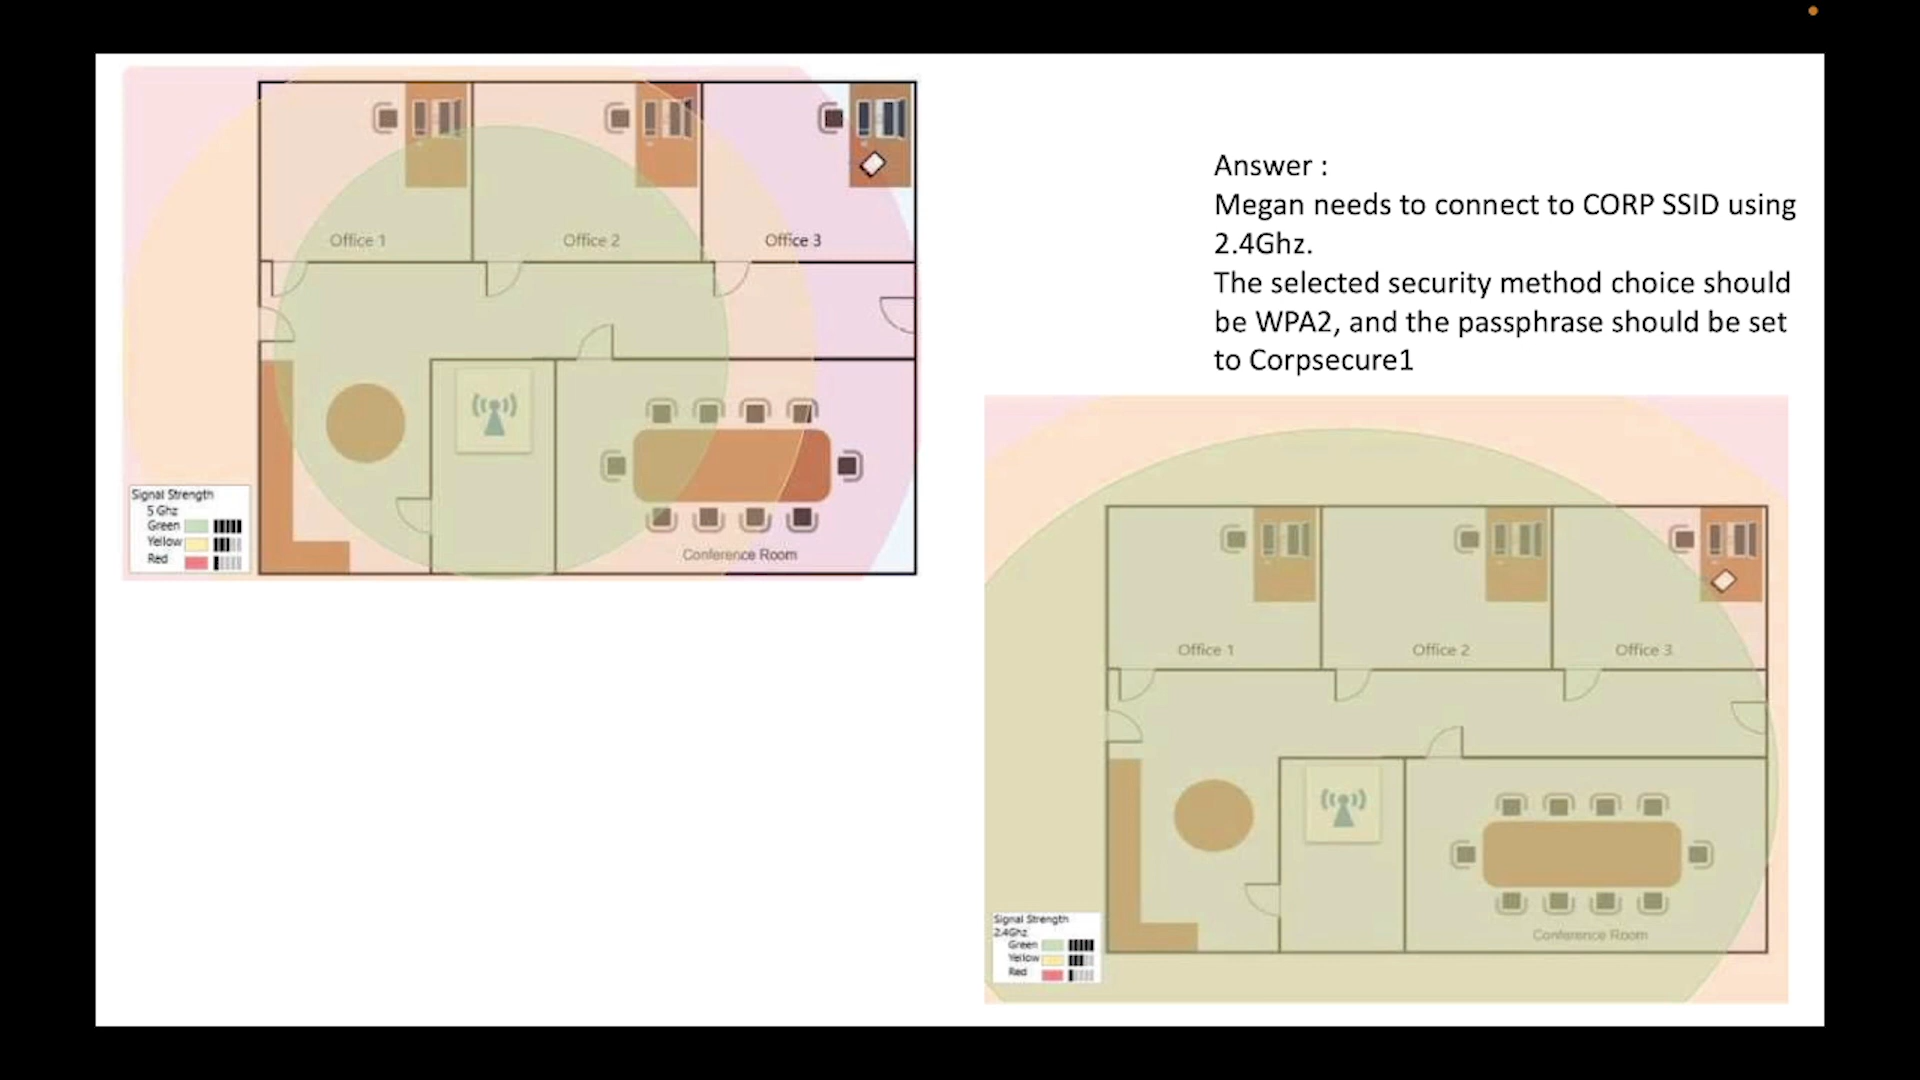 Office 1
Office 2
Office 3
Conference Room
Signal Strength
5 Ghz
Green
Yellow
Red
Answer :
Megan needs to connect to CORP SSID using
2.4Ghz.
The selected security method choice should
be WPA2, and the passphrase should be set
to Corpsecure1
Office 1
Office 2
Office 3
Conference Room
Signal Strength
2.4Ghz
Green
Yellow
Red